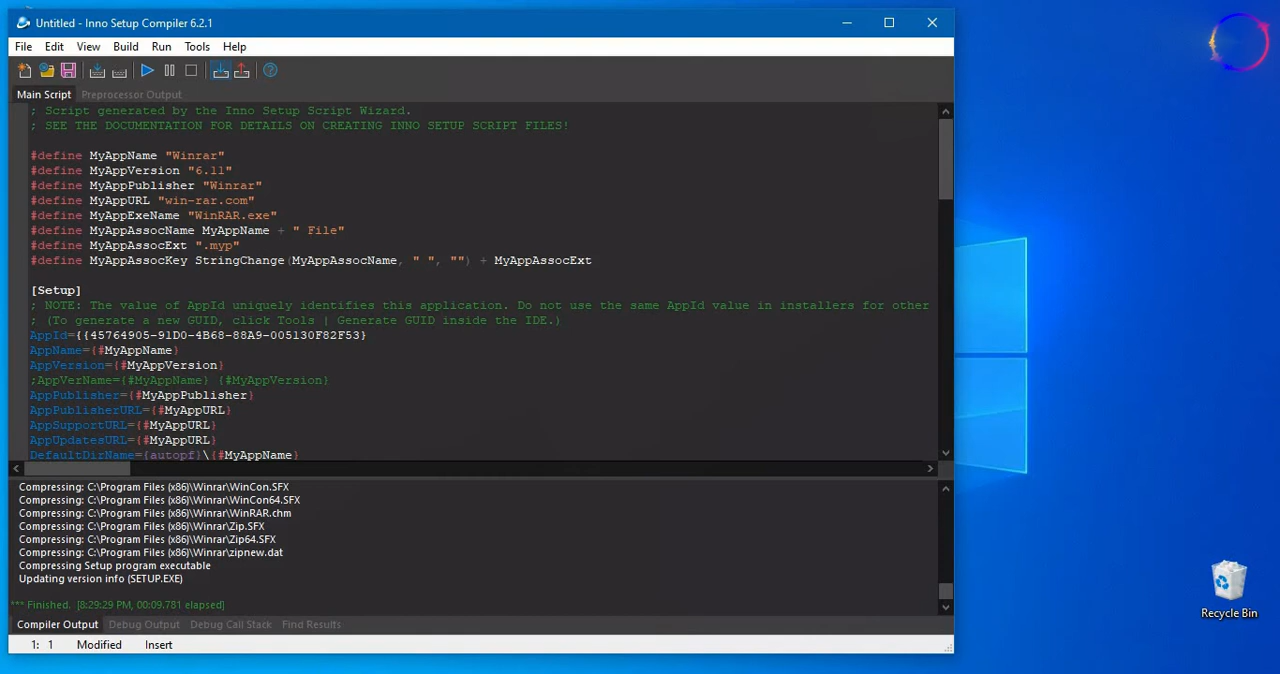 Untitled - Inno Setup Compiler 6.2.1
File Edit View Build Run Tools Help
Main Script Preprocessor Output
; Script generated by the Inno Setup Script Wizard.
; SEE THE DOCUMENTATION FOR DETAILS ON CREATING INNO SETUP SCRIPT FILES!
#define MyAppName "Winrar"
#define MyAppVersion "6.11"
#define MyAppPublisher "Winrar"
#define MyAppURL "win-rar.com"
#define MyAppExeName "WinRAR.exe"
#define MyAppAssocName MyAppName + " File"
#define MyAppAssocExt ".myp"
#define MyAppAssocKey StringChange(MyAppAssocName, " ", "") + MyAppAssocExt
[Setup]
; NOTE: The value of AppId uniquely identifies this application. Do not use the same AppId value in installers for other
; (To generate a new GUID, click Tools | Generate GUID inside the IDE.)
AppId={{45764905-91D0-4B68-88A9-005130F82F53}
AppName={#MyAppName}
AppVersion={#MyAppVersion}
;AppVerName={#MyAppName} {#MyAppVersion}
AppPublisher={#MyAppPublisher}
AppPublisherURL={#MyAppURL}
AppSupportURL={#MyAppURL}
AppUpdatesURL={#MyAppURL}
DefaultDirName={autopf}\{#MyAppName}
Compressing: C:\Program Files (x86)\Winrar\WinCon.SFX
Compressing: C:\Program Files (x86)\Winrar\WinCon64.SFX
Compressing: C:\Program Files (x86)\Winrar\WinRAR.chm
Compressing: C:\Program Files (x86)\Winrar\Zip.SFX
Compressing: C:\Program Files (x86)\Winrar\Zip64.SFX
Compressing: C:\Program Files (x86)\Winrar\zipnew.dat
Compressing Setup program executable
Updating version info (SETUP.EXE)
*** Finished. [8:29:29 PM, 00:09.781 elapsed]
Compiler Output Debug Output Debug Call Stack Find Results
1: 1 Modified Insert
Recycle Bin